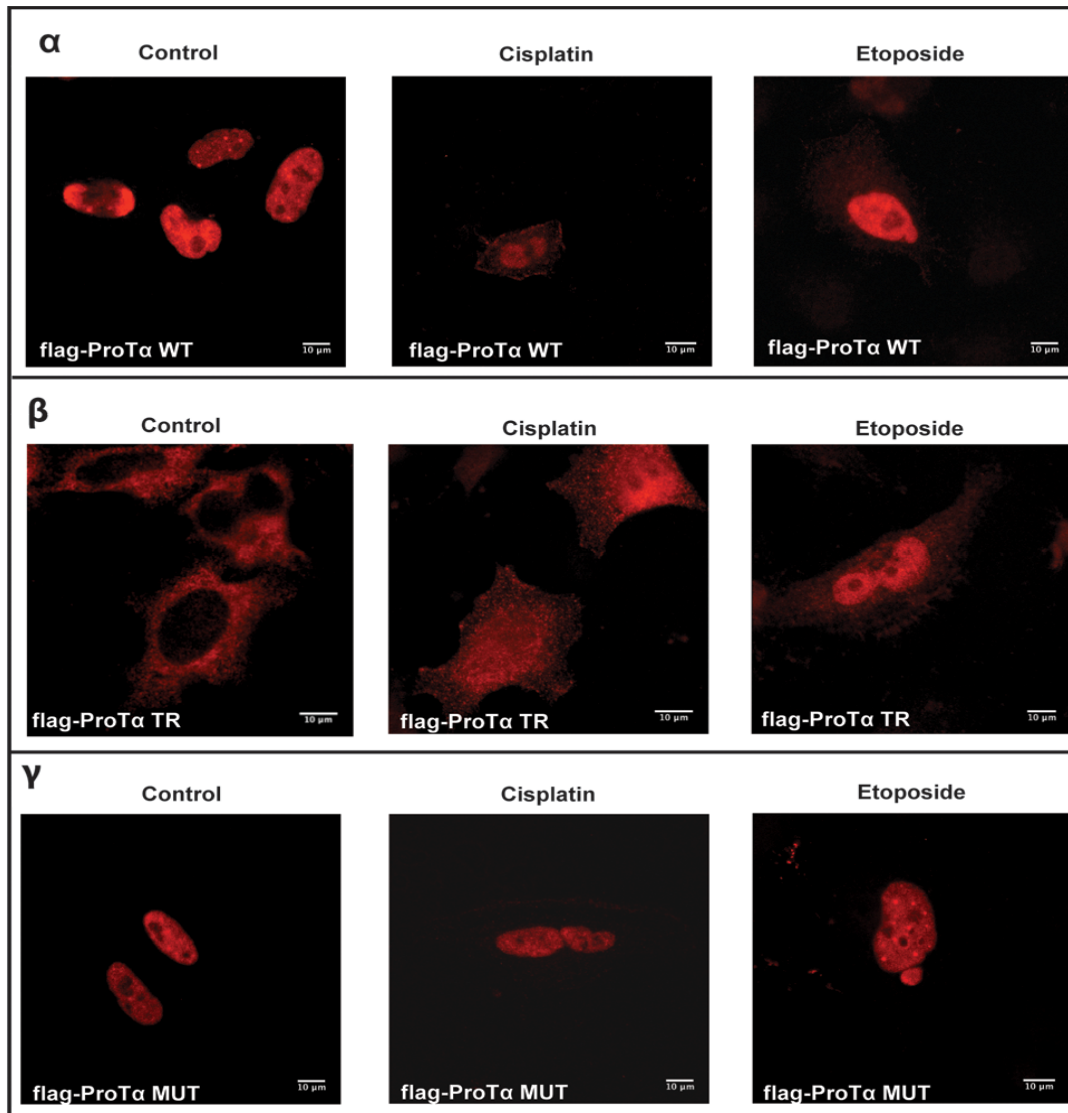 α
Control
Cisplatin
Etoposide
flag-ProTα WT
10 μm
flag-ProTα WT
10 μm
flag-ProTα WT
10 μm
β
Control
Cisplatin
Etoposide
flag-ProTα TR
10 μm
flag-ProTα TR
10 μm
flag-ProTα TR
10 μm
γ
Control
Cisplatin
Etoposide
flag-ProTα MUT
10 μm
flag-ProTα MUT
10 μm
flag-ProTα MUT
10 μm